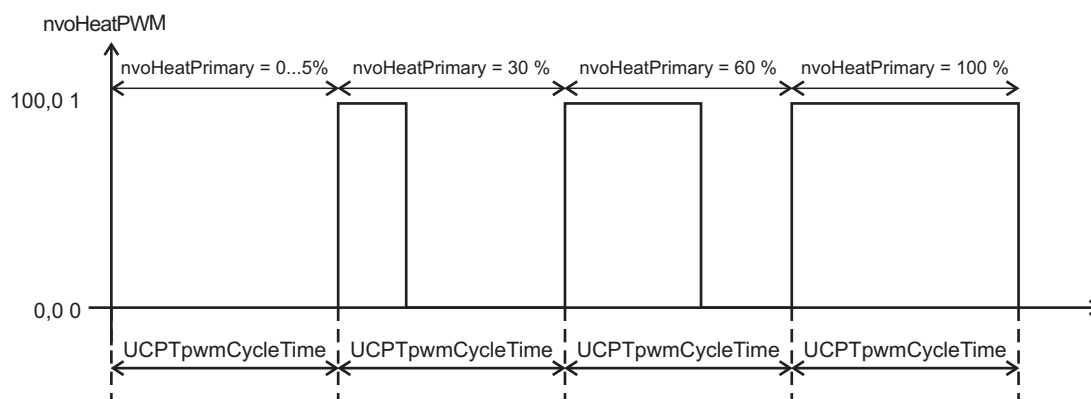 nvoHeatPWM
nvoHeatPrimary = 0...5% nvoHeatPrimary = 30 % nvoHeatPrimary = 60 % nvoHeatPrimary = 100 %
100,0 1
0,0 0
UCPTpwmCycleTime UCPTpwmCycleTime UCPTpwmCycleTime UCPTpwmCycleTime